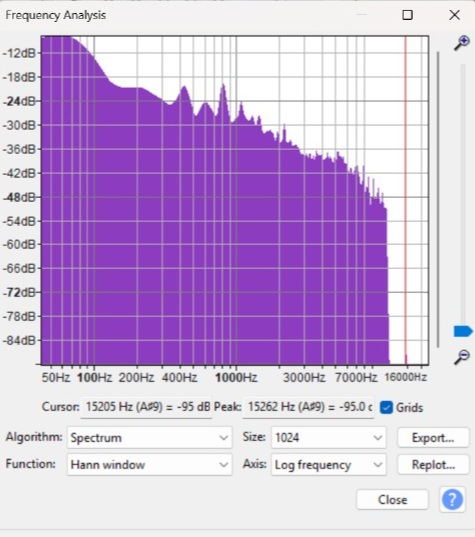 Frequency Analysis
-12dB
-18dB
-24dB
-30dB
-36dB
-42dB
-48dB
-54dB
-60dB
-66dB
-72dB
-78dB
-84dB
50Hz 100Hz 200Hz 400Hz 1000Hz 3000Hz 7000Hz 16000Hz
Cursor: 15205 Hz (A#9) = -95 dB Peak: 15262 Hz (A#9) = -95.0 d Grids
Algorithm: Spectrum Size: 1024 Export...
Function: Hann window Axis: Log frequency Replot...
Close ?